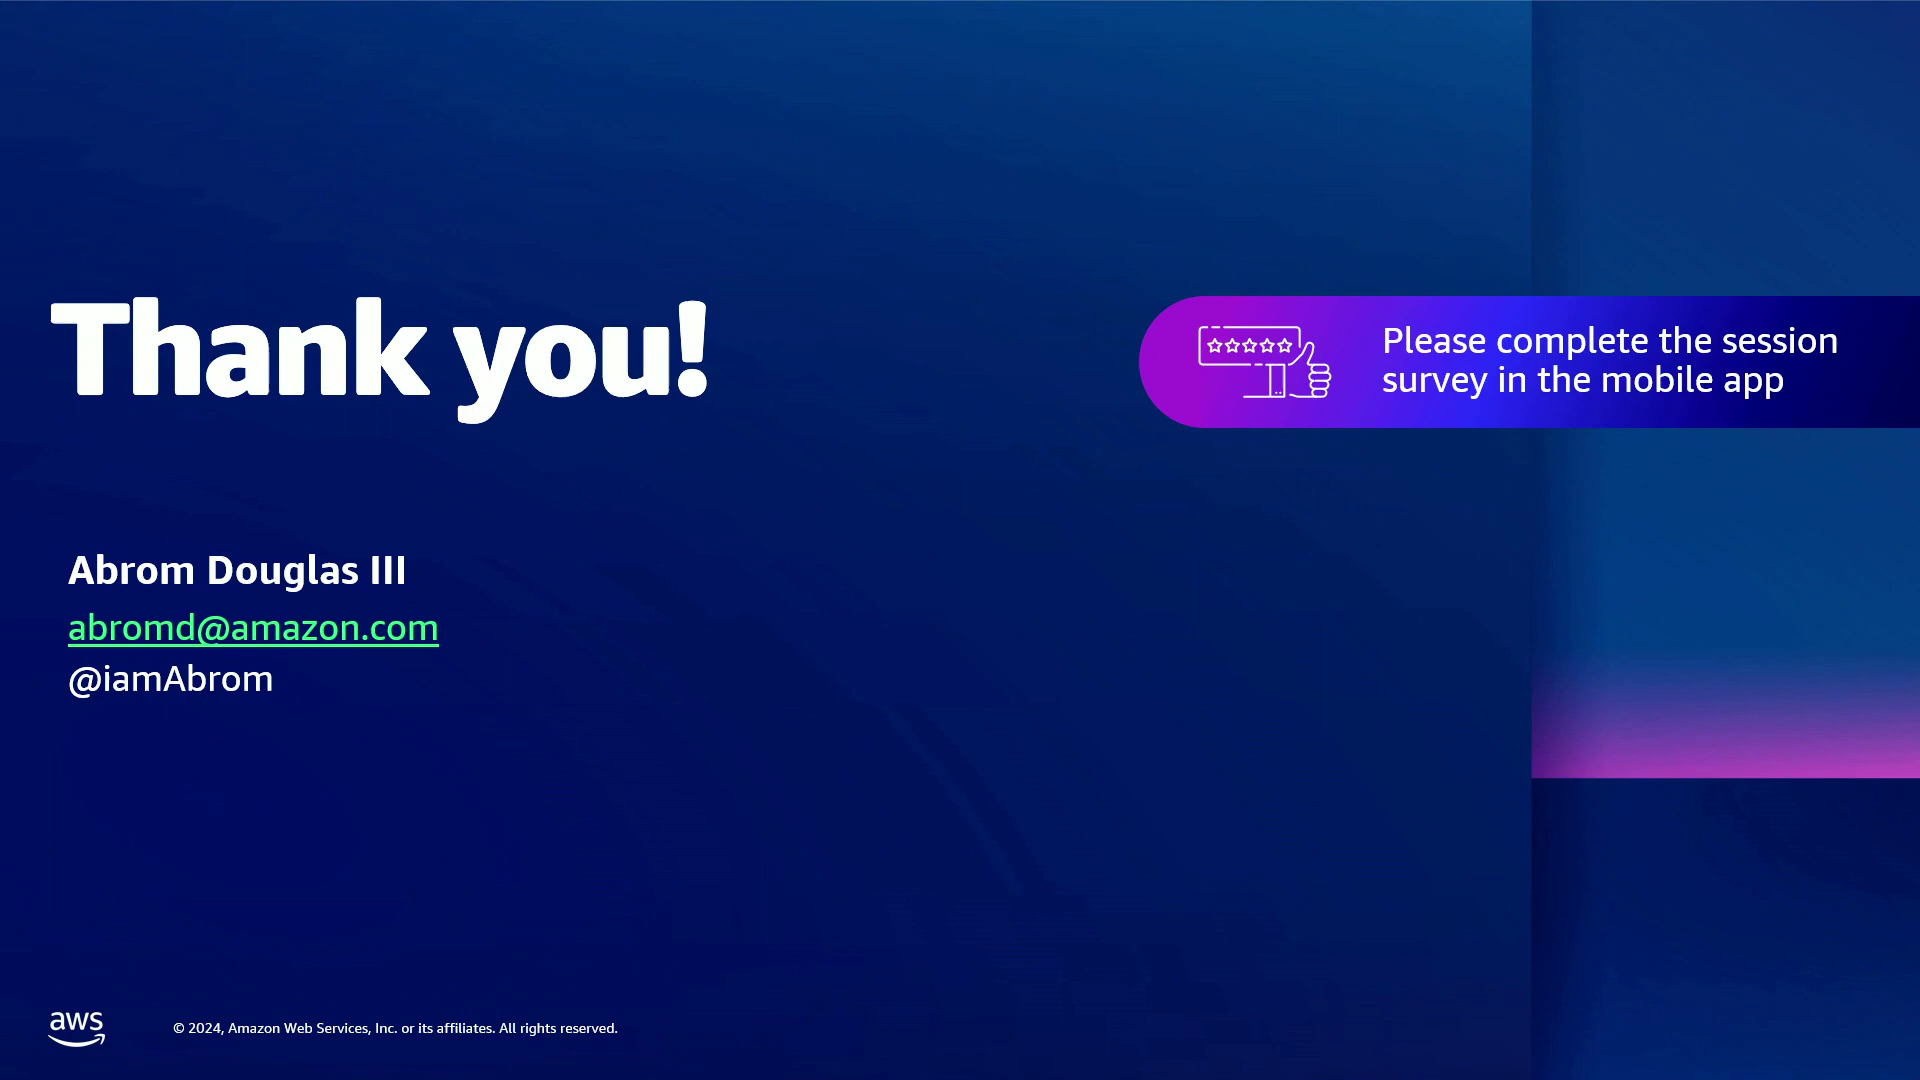 Thank you!
Please complete the session
survey in the mobile app
Abrom Douglas III
abromd@amazon.com
@iamAbrom
aws
© 2024, Amazon Web Services, Inc. or its affiliates. All rights reserved.